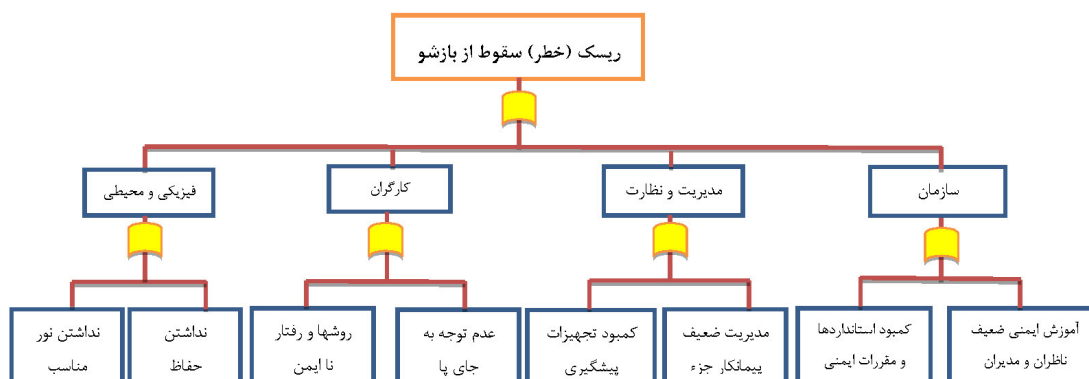 ریسک (خطر) سقوط از بازشو
سازمان
مدیریت و نظارت
کارگران
فیزیکی و محیطی
آموزش ایمنی ضعیف
ناظران و مدیران
کمبود استانداردها
و مقررات ایمنی
مدیریت ضعیف
پیمانکار جزء
کمبود تجهیزات
پیشگیری
عدم توجه به
جای پا
روشها و رفتار
نا ایمن
نداشتن
حفاظ
نداشتن نور
مناسب